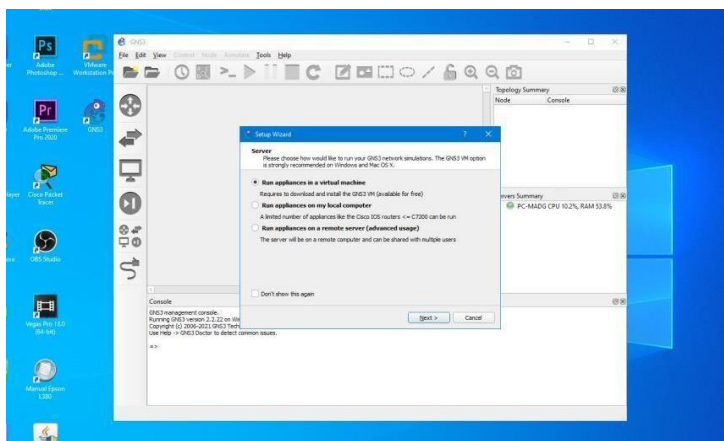 Ps
Adobe
Photoshop ...
VMware
Workstation P
Pr
Adobe Premiere
Pro 2020
GNS3
Cisco Packet
Tracer
OBS Studio
Vegas Pro 13.0
(64-bit)
Manual Epson
L380
GNS3
File Edit View Control Node Annotate Tools Help
Topology Summary
Node Console
Setup Wizard
Server
Please choose how would like to run your GNS3 network simulations. The GNS3 VM option
is strongly recommended on Windows and Mac OS X.
Run appliances in a virtual machine
Requires to download and install the GNS3 VM (available for free)
Run appliances on my local computer
A limited number of appliances like the Cisco IOS routers <= C7200 can be run
Run appliances on a remote server (advanced usage)
The server will be on a remote computer and can be shared with multiple users
Don't show this again
Next >
Cancel
ervers Summary
PC-MADG CPU 10.2%, RAM 53.8%
Console
GNS3 management console.
Running GNS3 version 2.2.22 on
Copyright (c) 2006-2021 GNS3
Use Help -> GNS3 Doctor to detect common issues.
=>